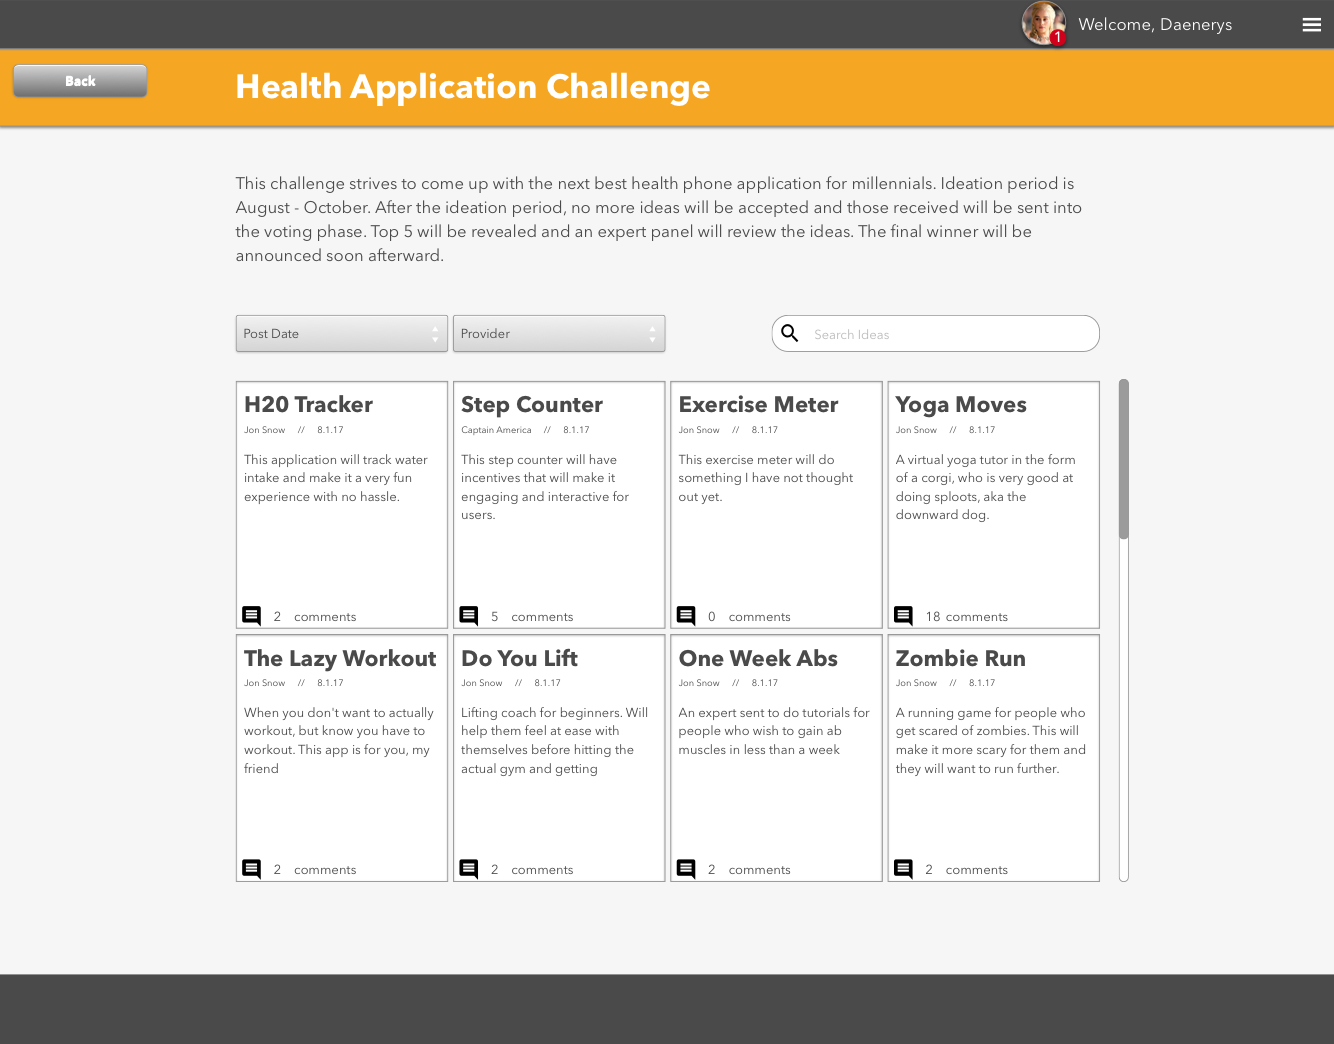 1
Welcome, Daenerys
Back
Health Application Challenge
This challenge strives to come up with the next best health phone application for millennials. Ideation period is
August - October. After the ideation period, no more ideas will be accepted and those received will be sent into
the voting phase. Top 5 will be revealed and an expert panel will review the ideas. The final winner will be
announced soon afterward.
Post Date
Provider
Search Ideas
H20 Tracker
Jon Snow // 8.1.17
This application will track water
intake and make it a very fun
experience with no hassle.
2 comments
Step Counter
Captain America // 8.1.17
This step counter will have
incentives that will make it
engaging and interactive for
users.
5 comments
Exercise Meter
Jon Snow // 8.1.17
This exercise meter will do
something I have not thought
out yet.
0 comments
Yoga Moves
Jon Snow // 8.1.17
A virtual yoga tutor in the form
of a corgi, who is very good at
doing sploots, aka the
downward dog.
18 comments
The Lazy Workout
Jon Snow // 8.1.17
When you don't want to actually
workout, but know you have to
workout. This app is for you, my
friend
2 comments
Do You Lift
Jon Snow // 8.1.17
Lifting coach for beginners. Will
help them feel at ease with
themselves before hitting the
actual gym and getting
2 comments
One Week Abs
Jon Snow // 8.1.17
An expert sent to do tutorials for
people who wish to gain ab
muscles in less than a week
2 comments
Zombie Run
Jon Snow // 8.1.17
A running game for people who
get scared of zombies. This will
make it more scary for them and
they will want to run further.
2 comments